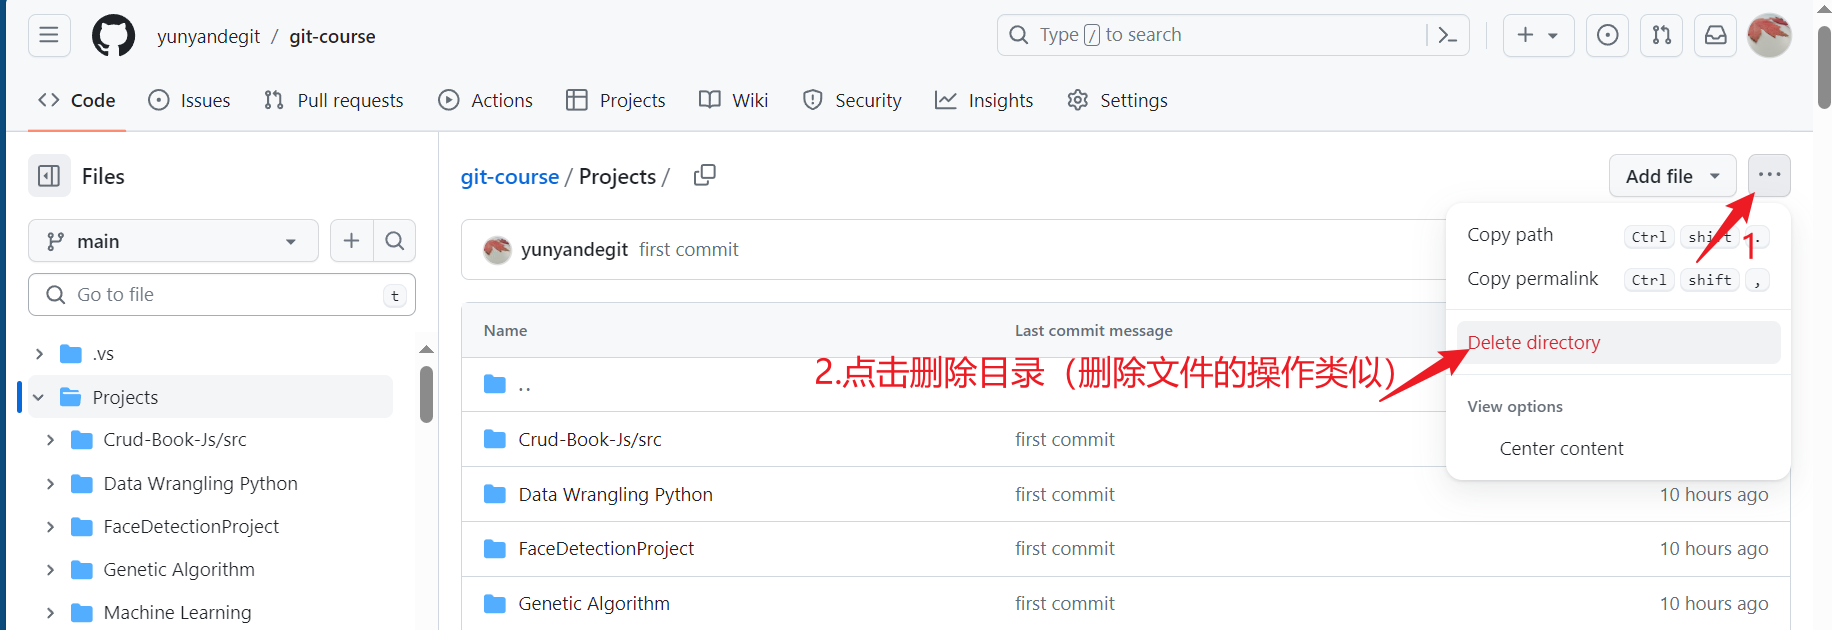 yunyandegit / git-course
Type / to search
Code Issues Pull requests Actions Projects Wiki Security Insights Settings
Files
main
Go to file t
.vs
Projects
Crud-Book-Js/src
Data Wrangling Python
FaceDetectionProject
Genetic Algorithm
Machine Learning
git-course / Projects /
Add file ...
yunyandegit first commit
Name Last commit message
..
Crud-Book-Js/src first commit
Data Wrangling Python first commit 10 hours ago
FaceDetectionProject first commit 10 hours ago
Genetic Algorithm first commit 10 hours ago
Copy path Ctrl shift .
Copy permalink Ctrl shift ,
Delete directory
View options
Center content
1
2.点击删除目录（删除文件的操作类似）